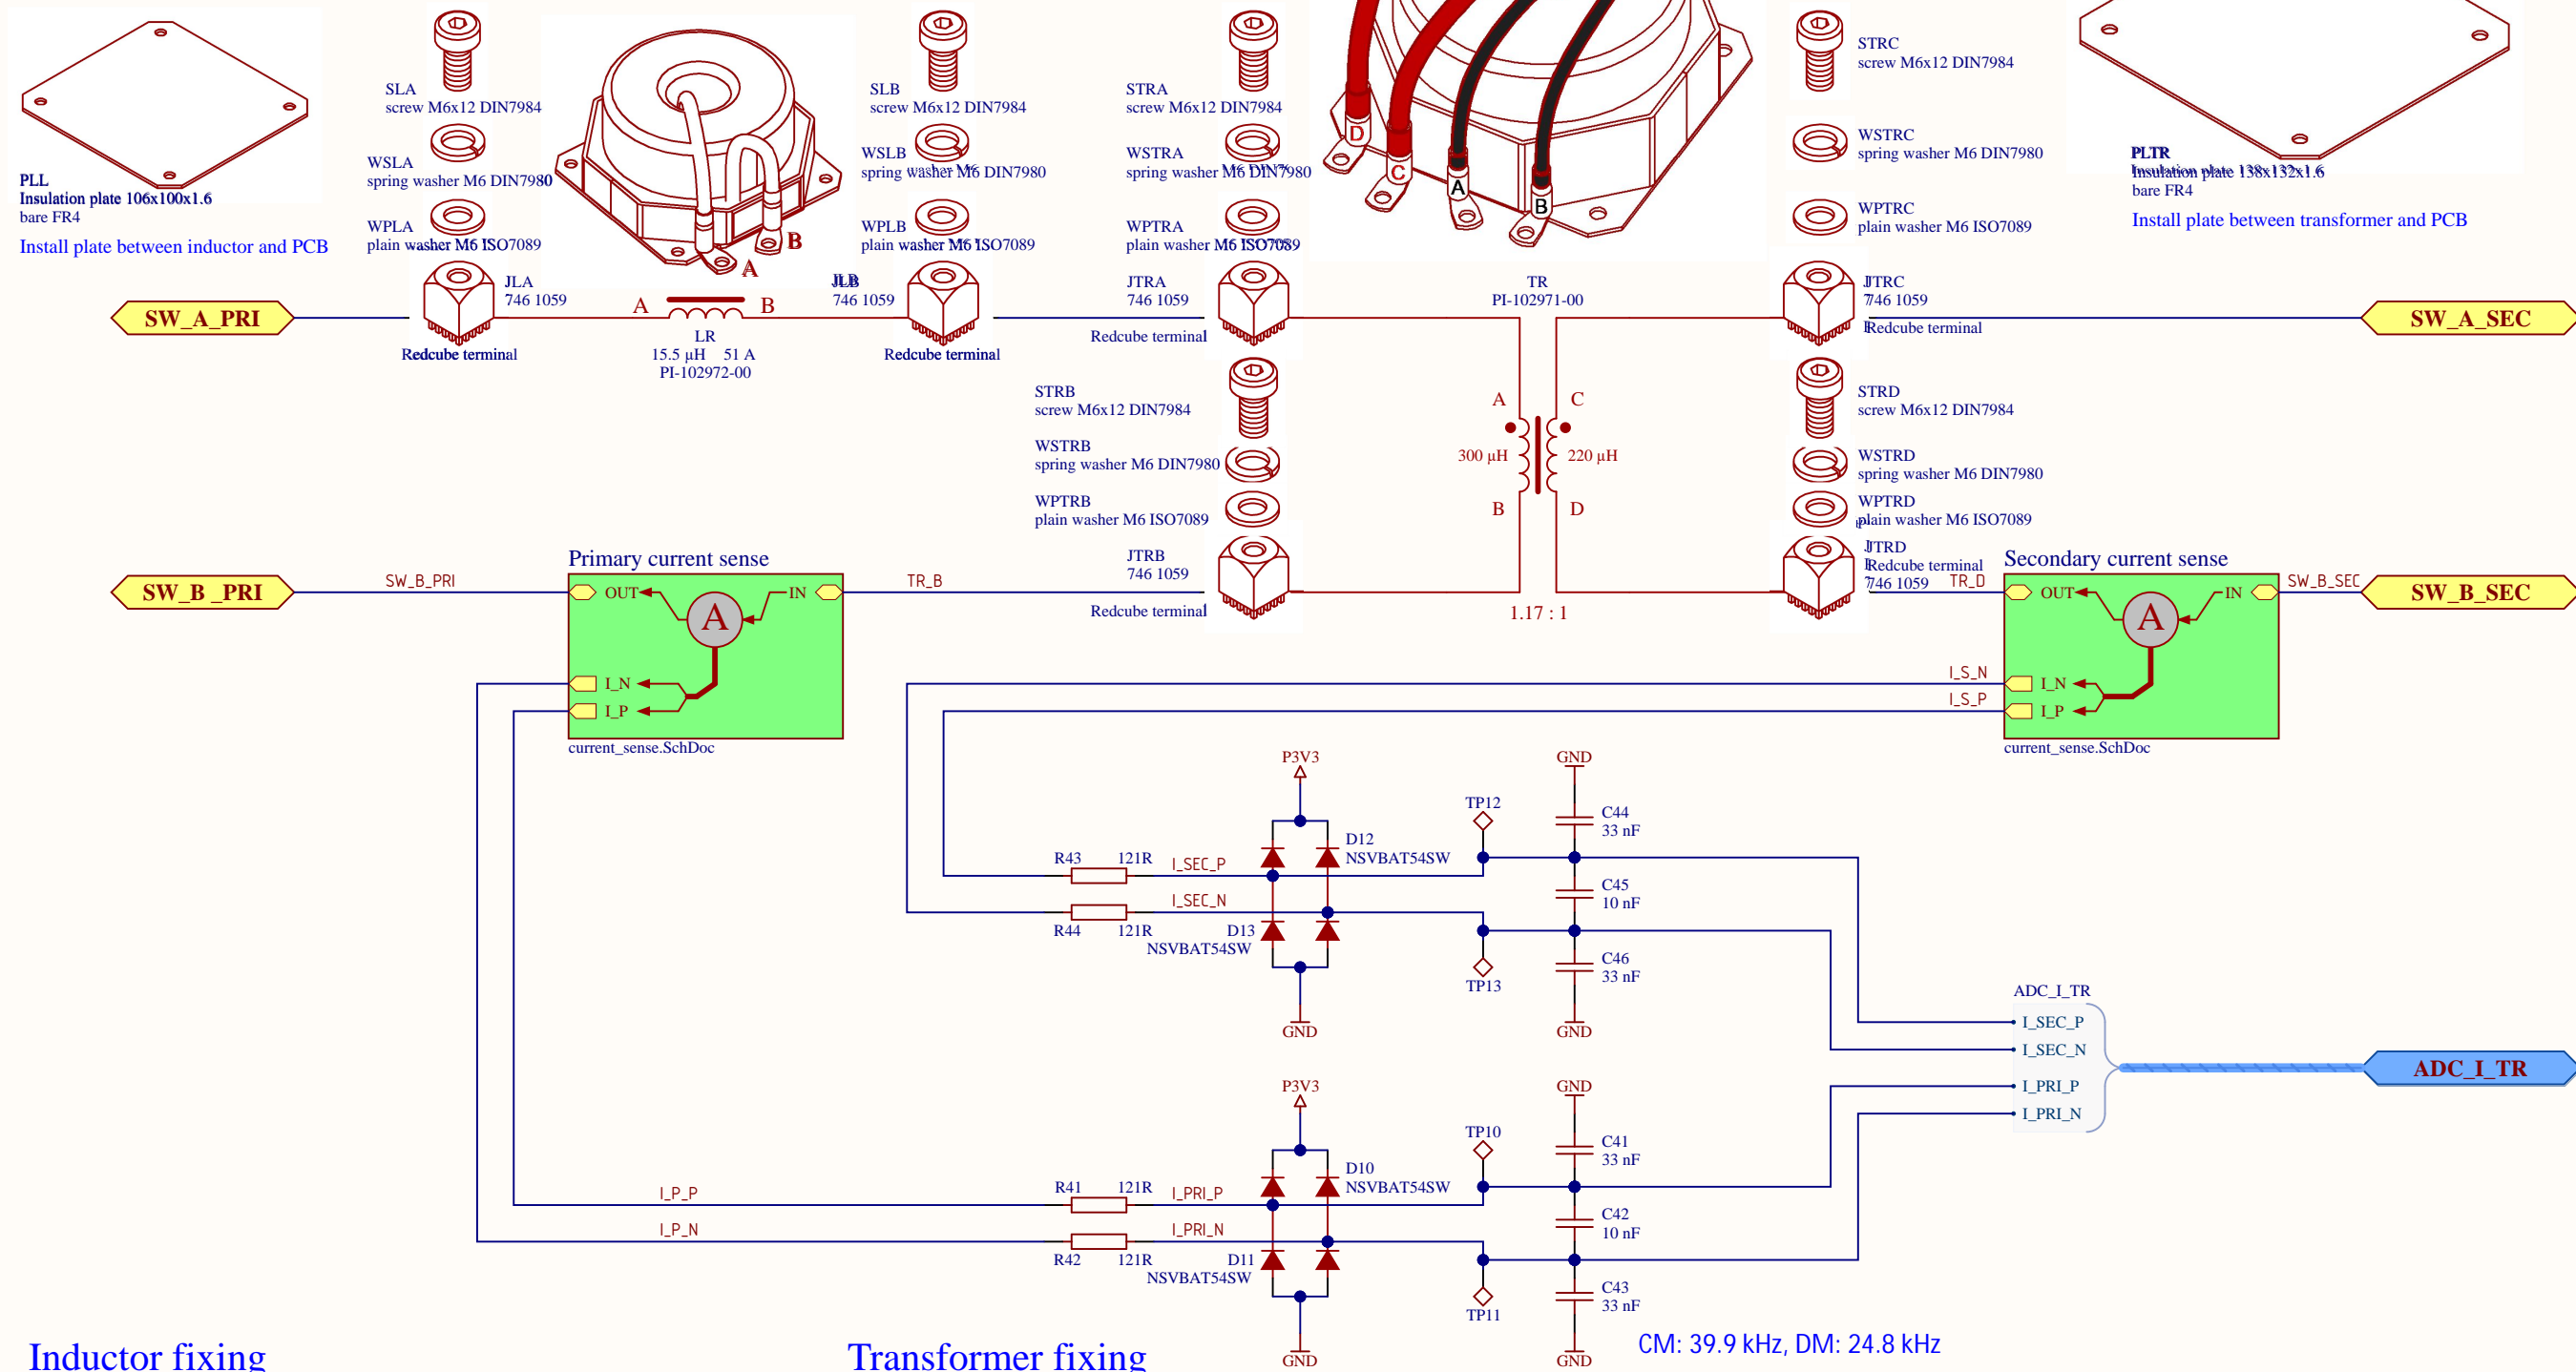 PLL
Insulation plate 106x100x1.6
bare FR4
Install plate between inductor and PCB
SLA
screw M6x12 DIN7984
WSLA
spring washer M6 DIN7980
WPLA
plain washer M6 ISO7089
JLA
746 1059
Redcube terminal
A
B
SLB
screw M6x12 DIN7984
WSLB
spring washer M6 DIN7980
WPLB
plain washer M6 ISO7089
JLB
746 1059
Redcube terminal
A
B
LR
15.5 µH 51 A
PI-102972-00
STRA
screw M6x12 DIN7984
WSTRA
spring washer M6 DIN7980
WPTRA
plain washer M6 ISO7089
JTRA
746 1059
Redcube terminal
D
C
A
B
TR
PI-102971-00
STRC
screw M6x12 DIN7984
WSTRC
spring washer M6 DIN7980
WPTRC
plain washer M6 ISO7089
JTRC
746 1059
Redcube terminal
PLTR
Insulation plate 138x132x1.6
bare FR4
Install plate between transformer and PCB
SW_A_PRI
SW_A_SEC
STRB
screw M6x12 DIN7984
WSTRB
spring washer M6 DIN7980
WPTRB
plain washer M6 ISO7089
JTRB
746 1059
Redcube terminal
A
C
300 µH
220 µH
B
D
1.17 : 1
STRD
screw M6x12 DIN7984
WSTRD
spring washer M6 DIN7980
WPTRD
plain washer M6 ISO7089
JTRD
Redcube terminal
746 1059
SW_B _PRI
SW_B_PRI
Primary current sense
OUT
IN
A
I_N
I_P
current_sense.SchDoc
TR_B
TR_D
Secondary current sense
OUT
IN
A
I_N
I_P
current_sense.SchDoc
SW_B_SEC
SW_B_SEC
I_S_N
I_S_P
P3V3
GND
TP12
C44
33 nF
D12
NSVBAT54SW
R43 121R
I_SEC_P
C45
10 nF
I_SEC_N
R44 121R
D13
NSVBAT54SW
C46
33 nF
TP13
GND
GND
ADC_I_TR
I_SEC_P
I_SEC_N
I_PRI_P
I_PRI_N
ADC_I_TR
P3V3
GND
TP10
C41
33 nF
D10
NSVBAT54SW
I_P_P
R41 121R
I_PRI_P
C42
10 nF
I_P_N
I_PRI_N
R42 121R
D11
NSVBAT54SW
C43
33 nF
TP11
GND
GND
CM: 39.9 kHz, DM: 24.8 kHz
Inductor fixing
Transformer fixing